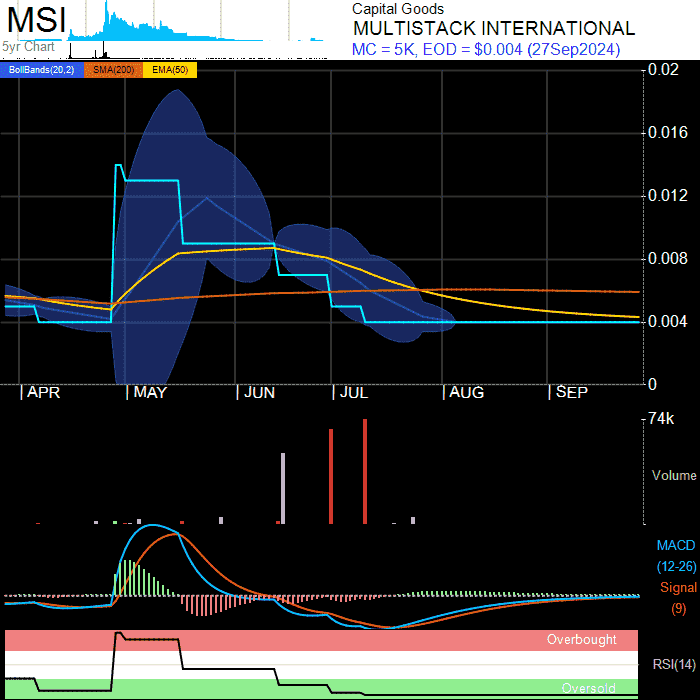 MSI
Capital Goods
MULTISTACK INTERNATIONAL
5yr Chart
MC = 5K, EOD = $0.004 (27Sep2024)
BollBands(20,2) SMA(200) EMA(50)
0.02
0.016
0.012
0.008
0.004
0
APR MAY JUN JUL AUG SEP
74k
Volume
MACD
(12-26)
Signal
(9)
Overbought
RSI(14)
Oversold